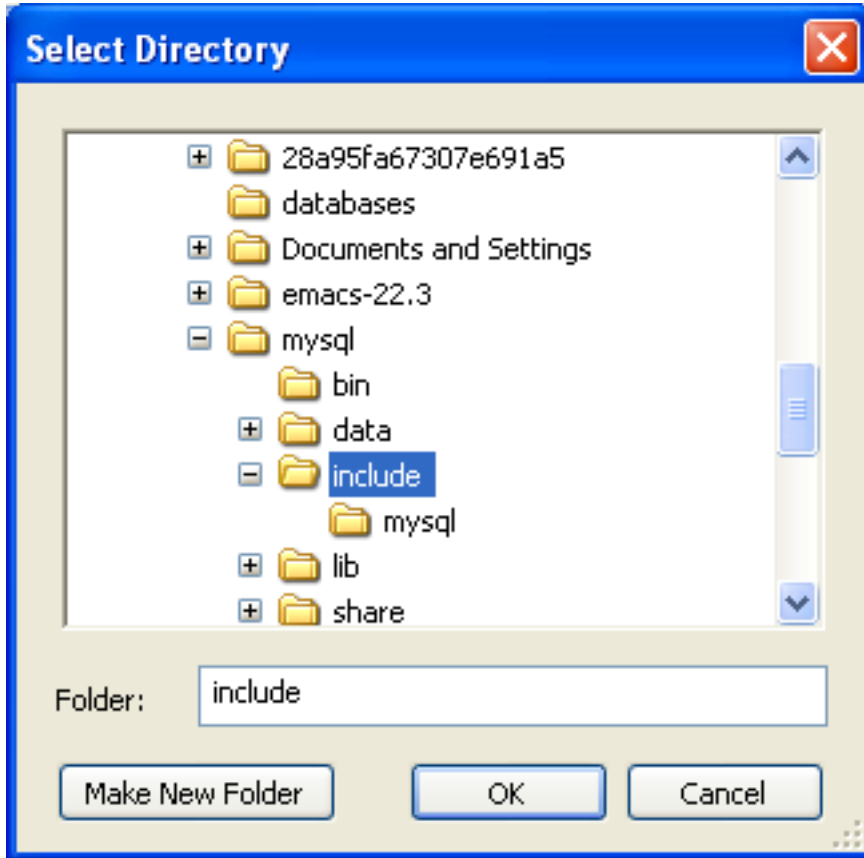 Select Directory
28a95fa67307e691a5
databases
Documents and Settings
emacs-22.3
mysql
bin
data
include
mysql
lib
share
Folder: include
Make New Folder OK Cancel